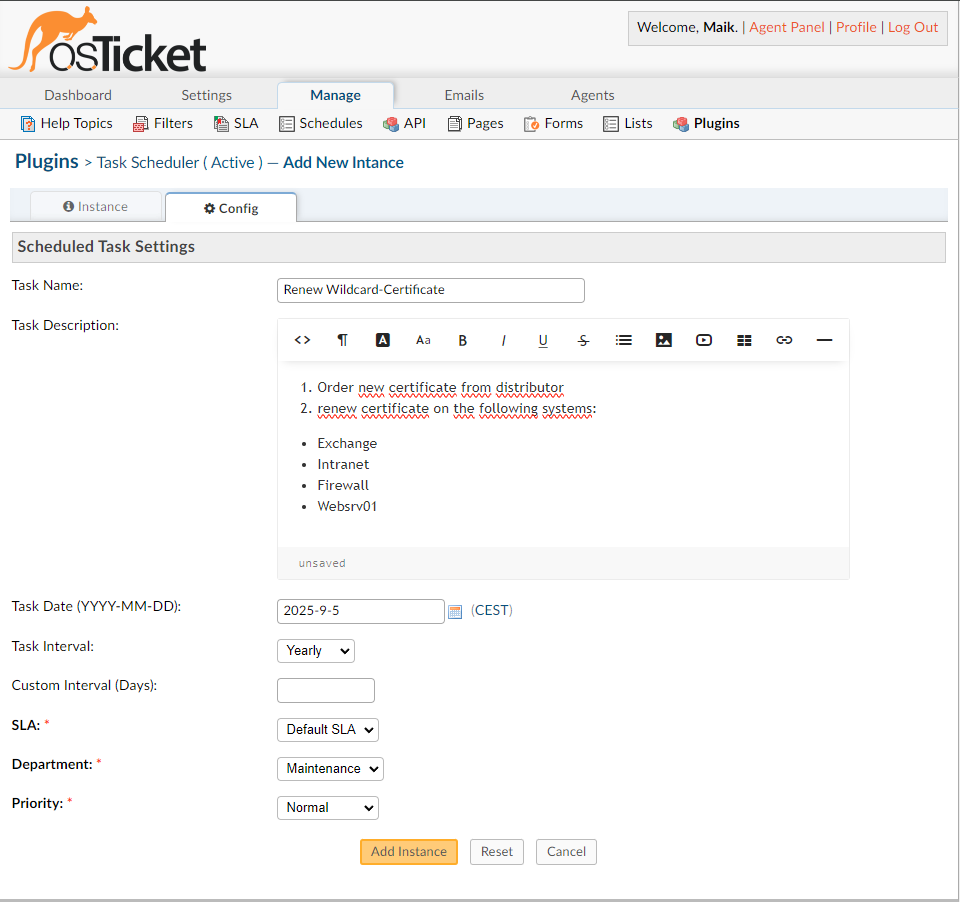 osTicket
Welcome, Maik. | Agent Panel | Profile | Log Out
Dashboard Settings Manage Emails Agents
Help Topics Filters SLA Schedules API Pages Forms Lists Plugins
Plugins > Task Scheduler ( Active ) — Add New Intance
Instance Config
Scheduled Task Settings
Task Name: Renew Wildcard-Certificate
Task Description:
<> ¶ A Aa B I U S
1. Order new certificate from distributor
2. renew certificate on the following systems:
• Exchange
• Intranet
• Firewall
• Websrv01
unsaved
Task Date (YYYY-MM-DD): 2025-9-5 (CEST)
Task Interval: Yearly
Custom Interval (Days):
SLA: * Default SLA
Department: * Maintenance
Priority: * Normal
Add Instance Reset Cancel